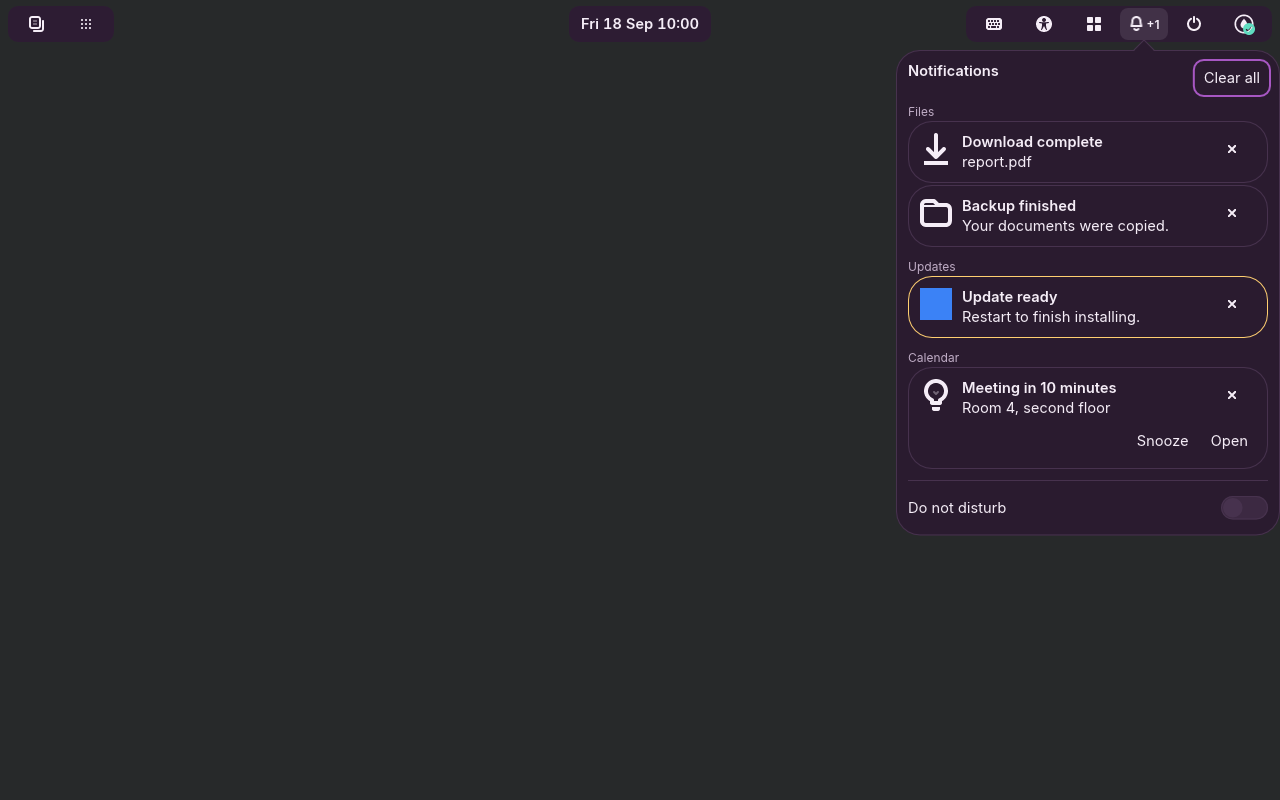 Fri 18 Sep 10:00
+1
Notifications
Clear all
Files
Download complete
report.pdf
Backup finished
Your documents were copied.
Updates
Update ready
Restart to finish installing.
Calendar
Meeting in 10 minutes
Room 4, second floor
Snooze Open
Do not disturb